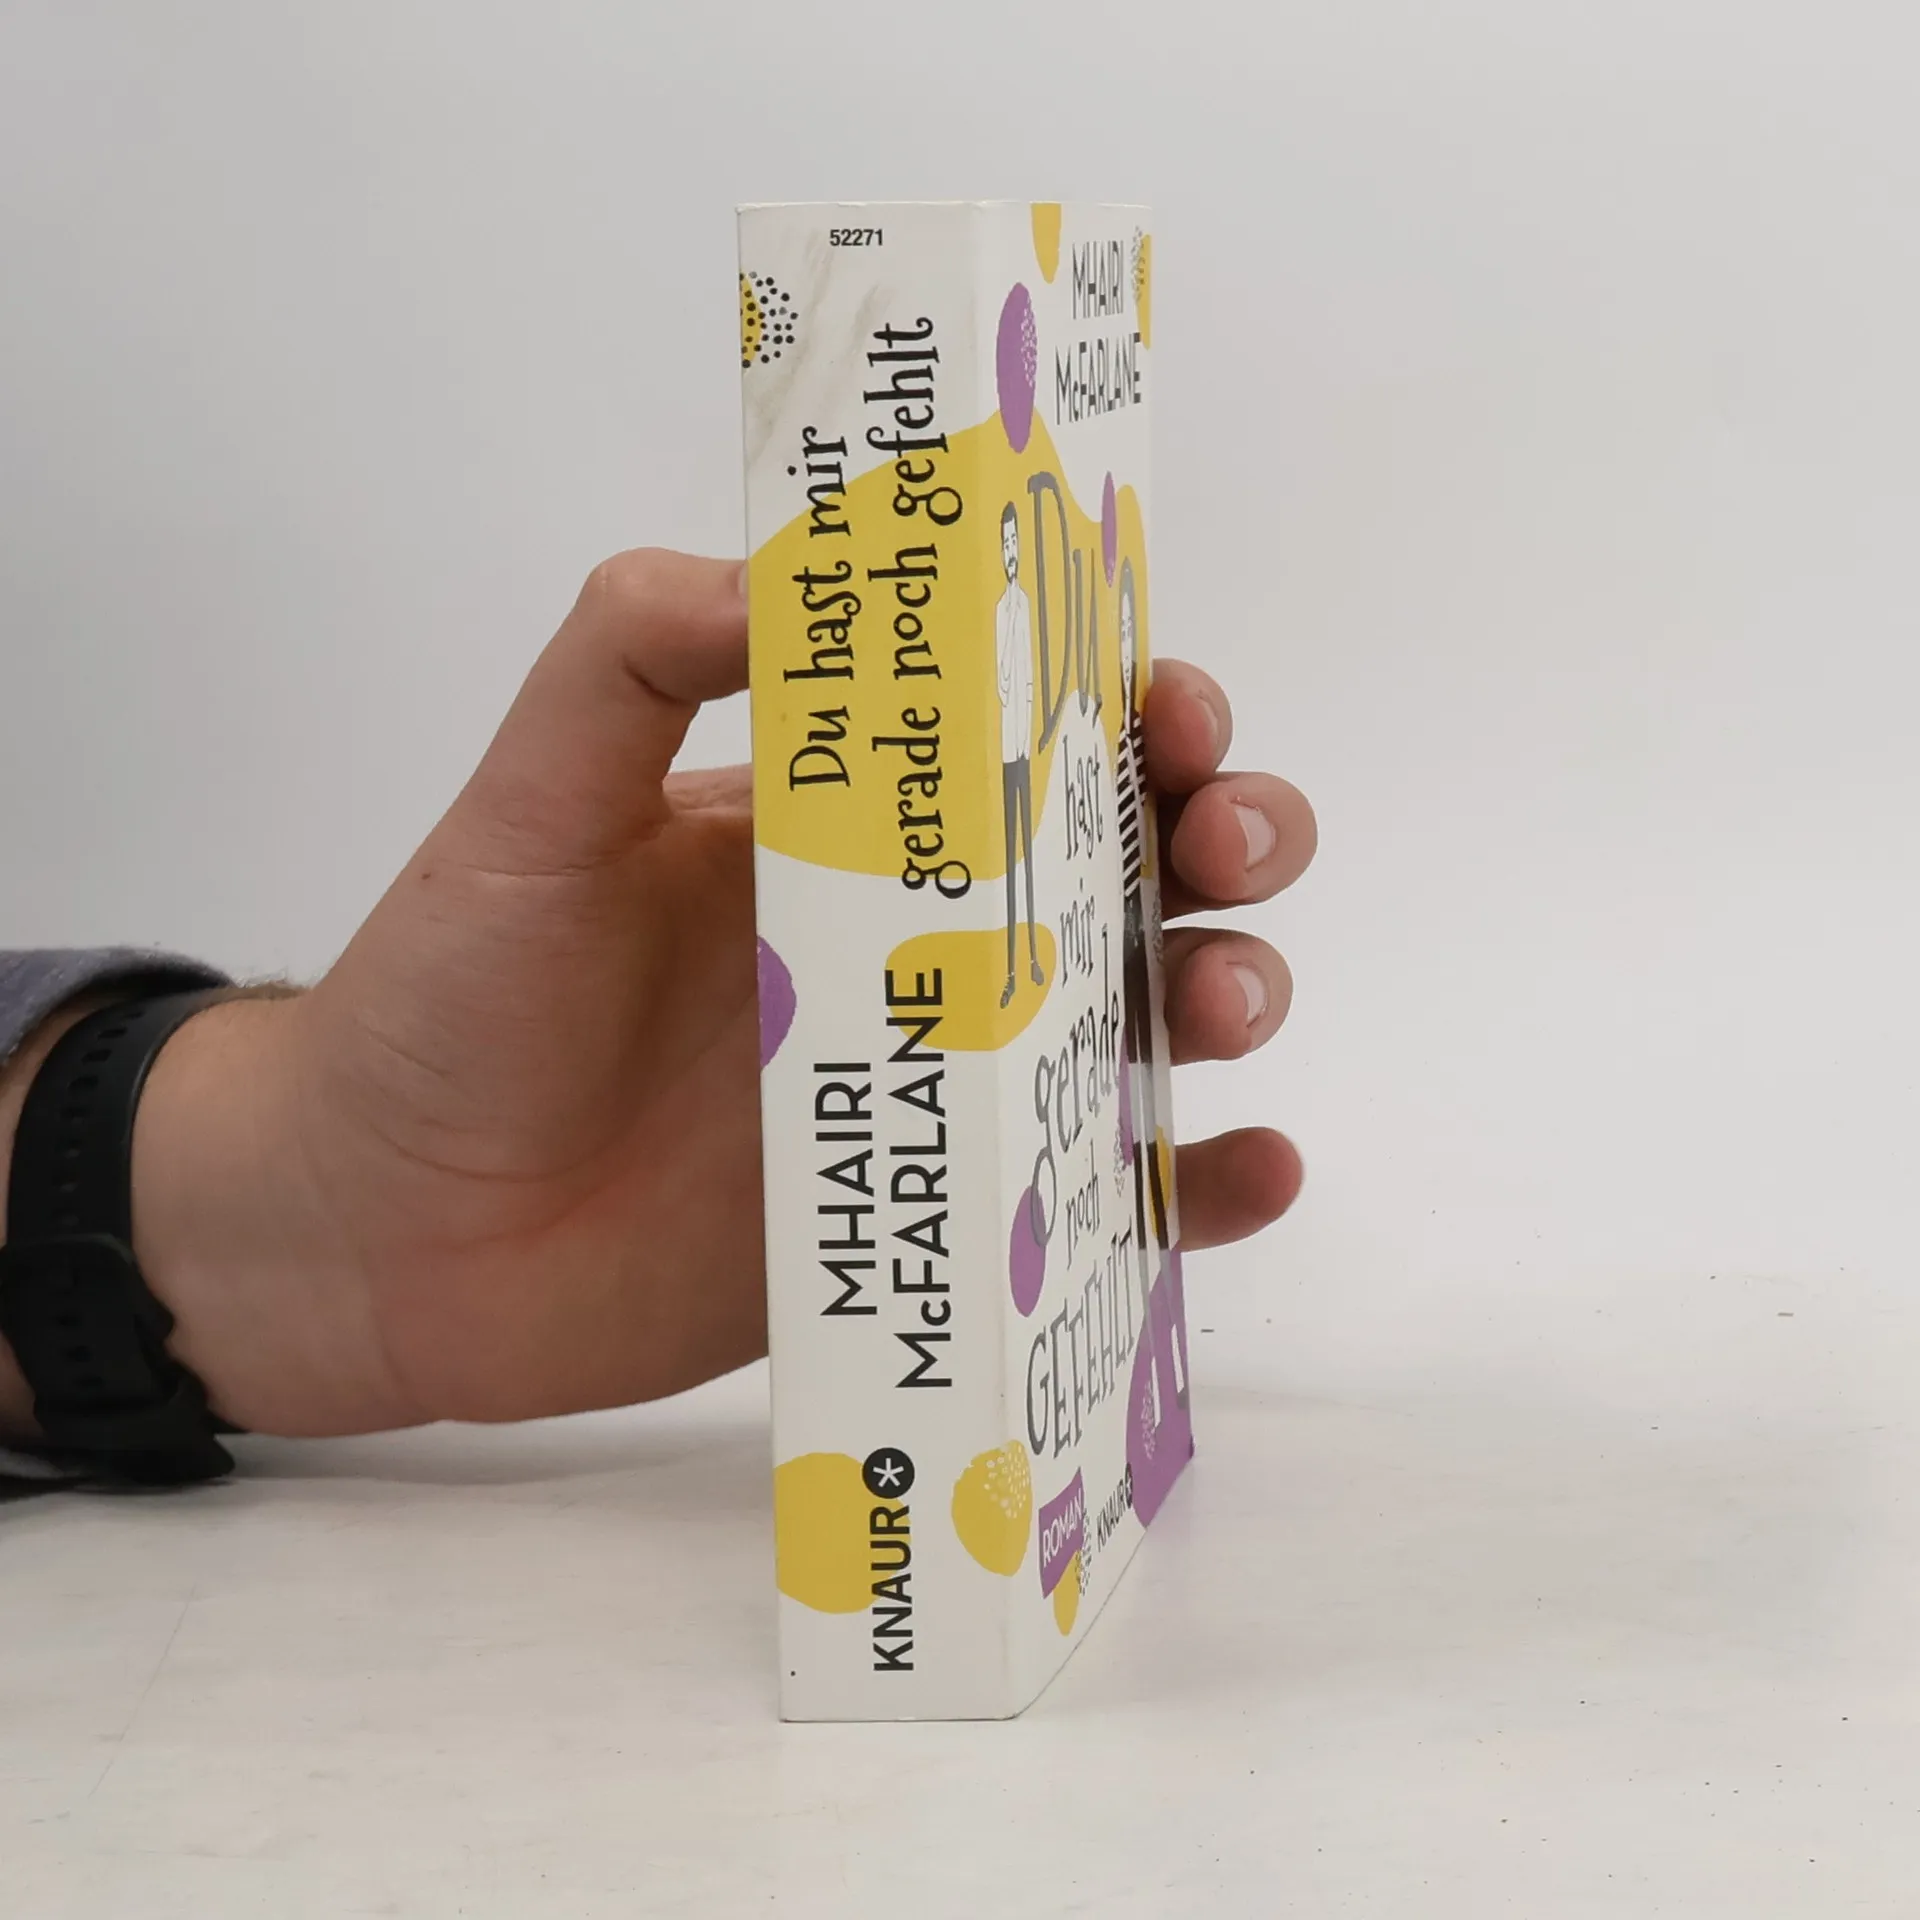 52271
Du hast mir
gerade noch gefehlt
MHAIRI
McFARLANE
KNAUR
MHAIRI
McFARLANE
Du
hast
mir
gerade
noch
GEFEHLT
ROMAN
KNAUR